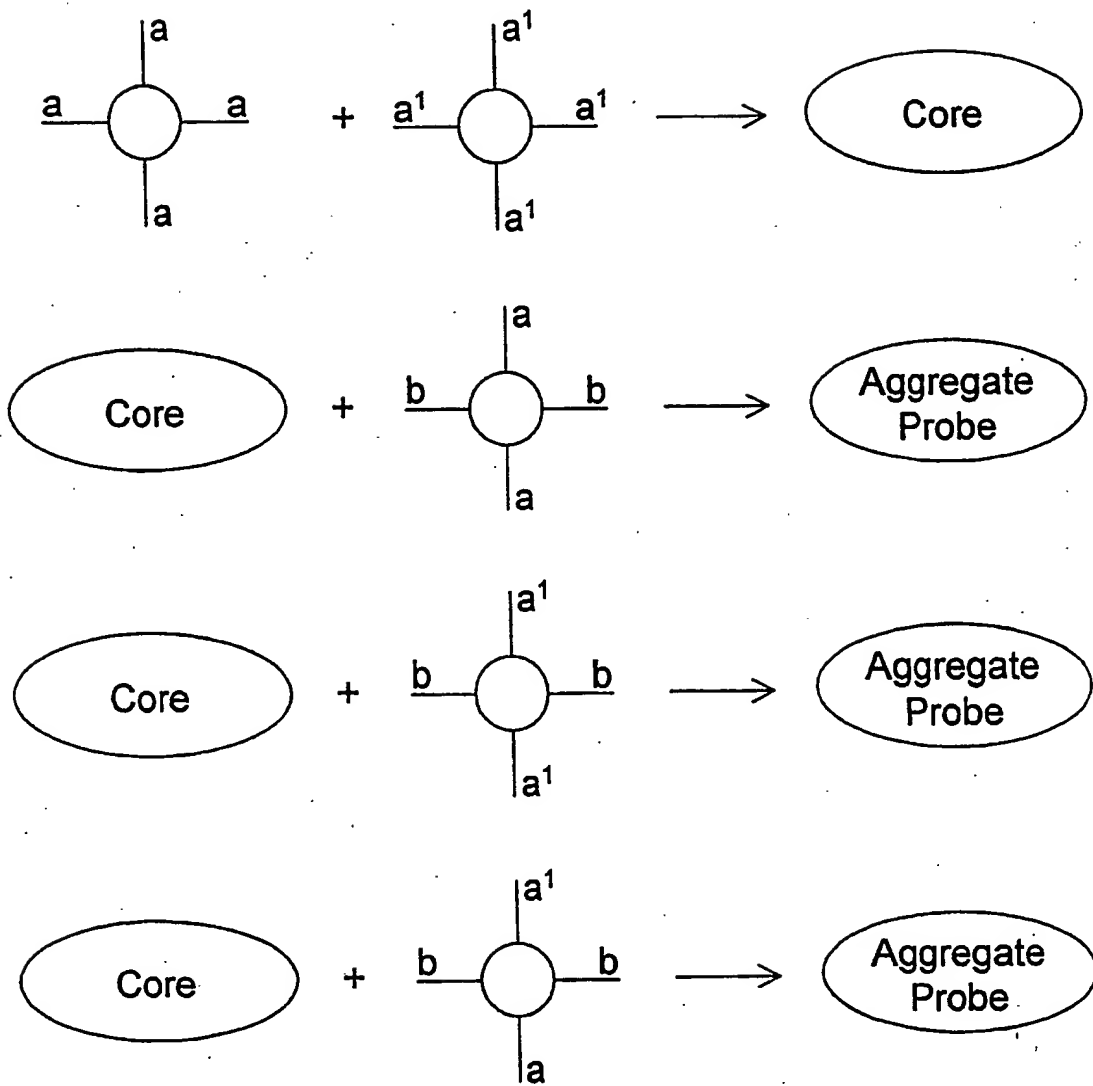 a a¹
a a + a¹ a¹ → Core
a a¹
a
Core + b b → Aggregate
Probe
a
a¹
Core + b b → Aggregate
Probe
a¹
a¹
Core + b b → Aggregate
Probe
a